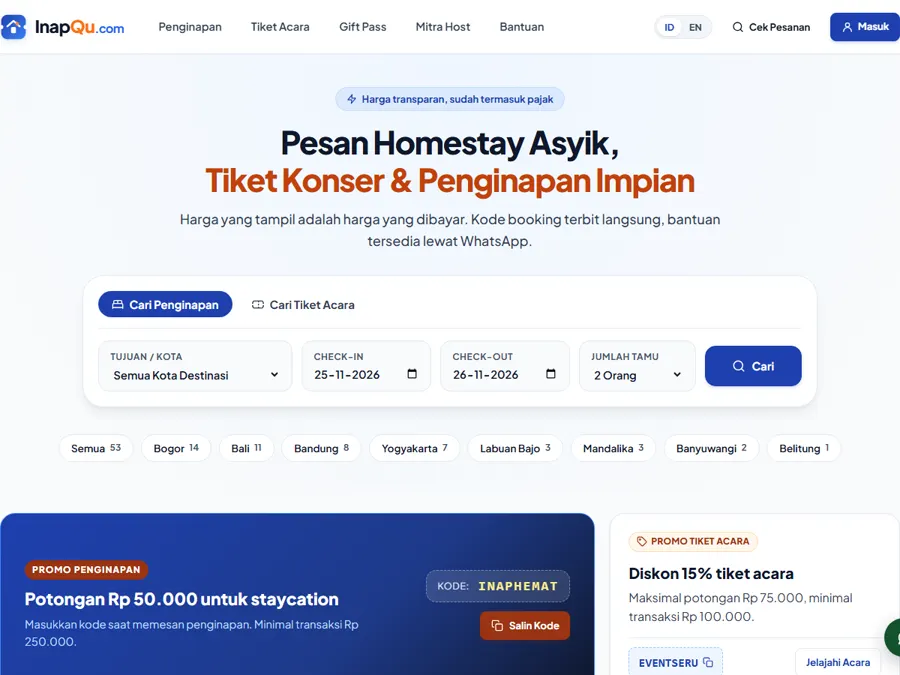 InapQu.com
Penginapan
Tiket Acara
Gift Pass
Mitra Host
Bantuan
ID
EN
Cek Pesanan
Masuk
Harga transparan, sudah termasuk pajak
Pesan Homestay Asyik,
Tiket Konser & Penginapan Impian
Harga yang tampil adalah harga yang dibayar. Kode booking terbit langsung, bantuan
tersedia lewat WhatsApp.
Cari Penginapan
Cari Tiket Acara
TUJUAN / KOTA
Semua Kota Destinasi
CHECK-IN
25-11-2026
CHECK-OUT
26-11-2026
JUMLAH TAMU
2 Orang
Cari
Semua 53
Bogor 14
Bali 11
Bandung 8
Yogyakarta 7
Labuan Bajo 3
Mandalika 3
Banyuwangi 2
Belitung 1
PROMO PENGINAPAN
Potongan Rp 50.000 untuk staycation
Masukkan kode saat memesan penginapan. Minimal transaksi Rp
250.000.
KODE: INAPHEMAT
Salin Kode
PROMO TIKET ACARA
Diskon 15% tiket acara
Maksimal potongan Rp 75.000, minimal
transaksi Rp 100.000.
EVENTSERU
Jelajahi Acara